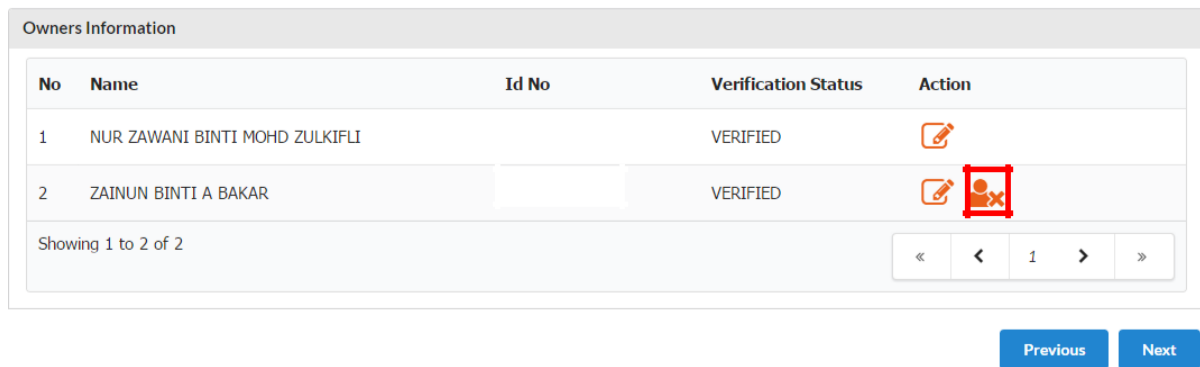 Owners Information
No Name Id No Verification Status Action
1 NUR ZAWANI BINTI MOHD ZULKIFLI VERIFIED
2 ZAINUN BINTI A BAKAR VERIFIED
Showing 1 to 2 of 2
« 1 »
Previous Next